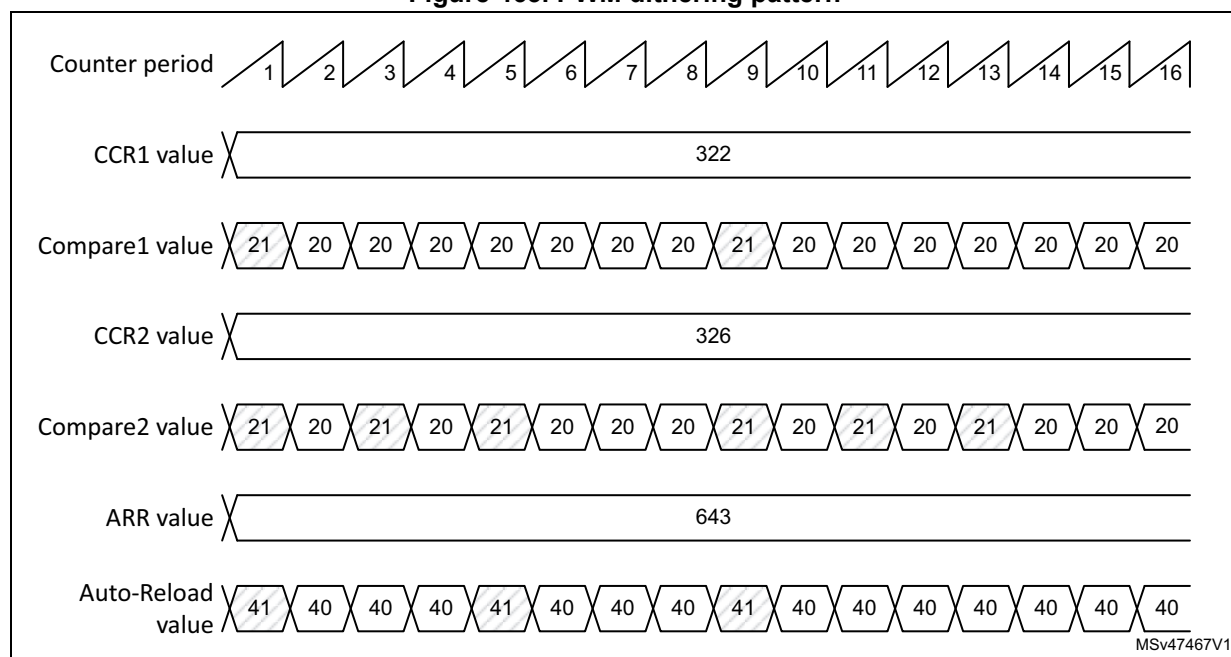 Counter period 1 2 3 4 5 6 7 8 9 10 11 12 13 14 15 16
CCR1 value 322
Compare1 value 21 20 20 20 20 20 20 20 21 20 20 20 20 20 20 20
CCR2 value 326
Compare2 value 21 20 21 20 21 20 20 20 21 20 21 20 21 20 20 20
ARR value 643
Auto-Reload
value 41 40 40 40 41 40 40 40 41 40 40 40 40 40 40 40
MSv47467V1